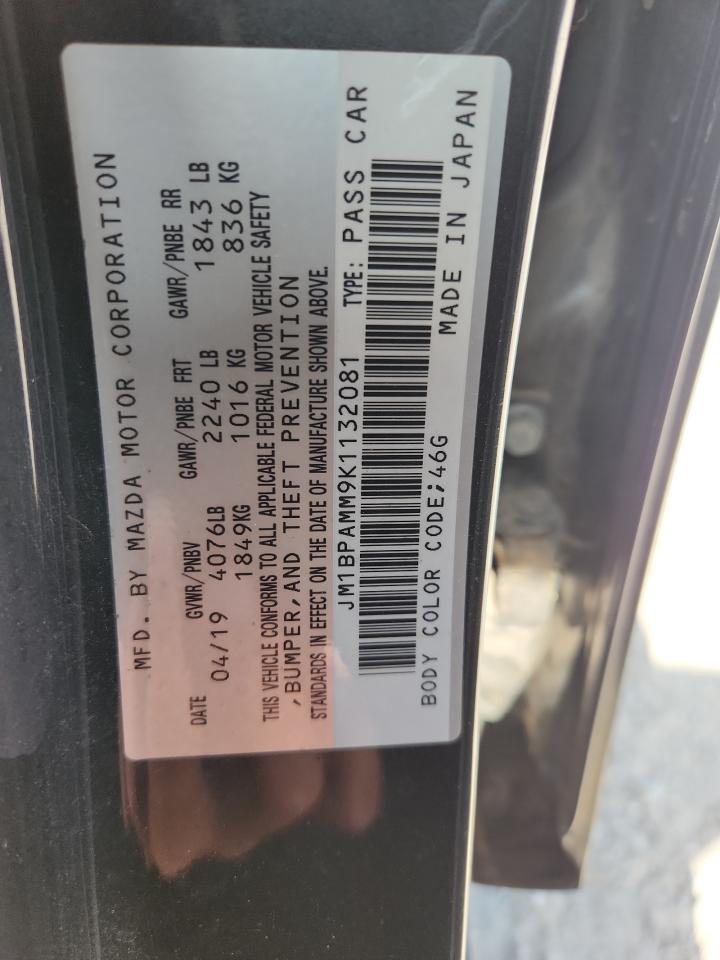 MFD. BY MAZDA MOTOR CORPORATION
DATE GVWR/PNBV GAWR/PNBE FRT GAWR/PNBE RR
04/19 4076LB 2240 LB 1843 LB
1849KG 1016 KG 836 KG
THIS VEHICLE CONFORMS TO ALL APPLICABLE FEDERAL MOTOR VEHICLE SAFETY
,BUMPER,AND THEFT PREVENTION
STANDARDS IN EFFECT ON THE DATE OF MANUFACTURE SHOWN ABOVE.
JM1BPAMM9K1132081 TYPE: PASS CAR
BODY COLOR CODE;46G MADE IN JAPAN